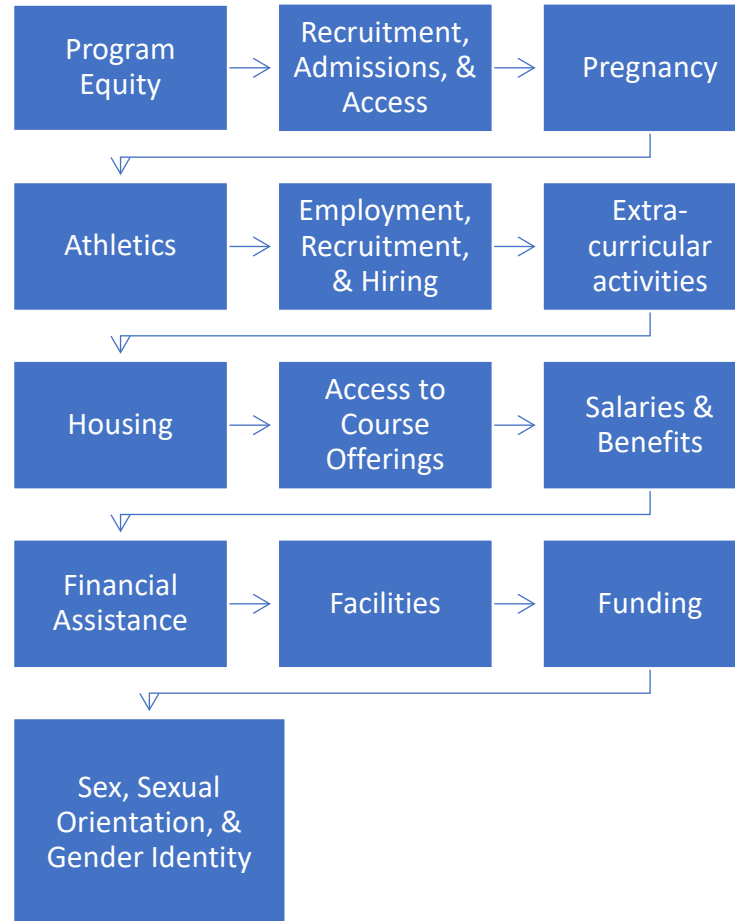 Program
Equity
Recruitment,
Admissions, &
Access
Pregnancy
Athletics
Employment,
Recruitment,
& Hiring
Extra-
curricular
activities
Housing
Access to
Course
Offerings
Salaries &
Benefits
Financial
Assistance
Facilities
Funding
Sex, Sexual
Orientation, &
Gender Identity